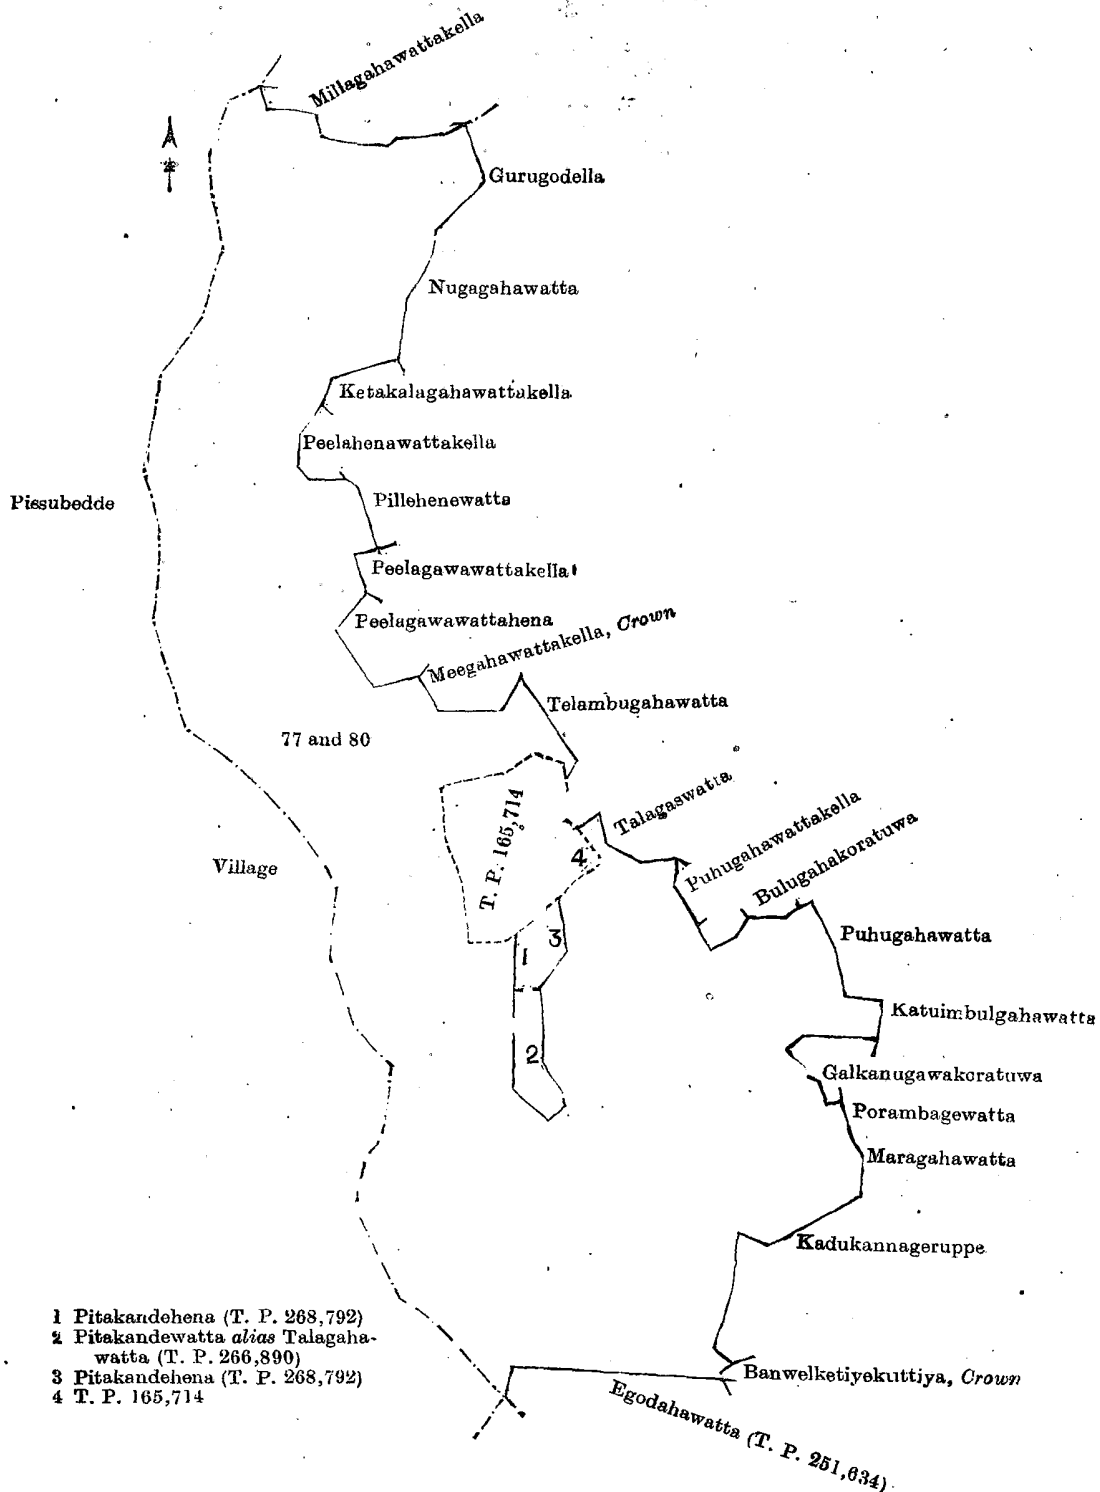 Millagahawattakella
Gurugodella
Nugagahawatta
Ketakalagahawattakella
Peelahenawattakella
Pissubedde
Pillehenewatta
Peelagawawattakella
Peelagawawattahena
Meegahawattakella, Crown
Telambugahawatta
77 and 80
T. P. 165,714
Talagaswatta
4
Puhugahawattakella
Village
Bulugahakoratuwa
3
Puhugahawatta
1
Katuimbulgahawatta
2
Galkanugawakoratuwa
Porambagewatta
Maragahawatta
Kadukannageruppe
1 Pitakandehena (T. P. 268,792)
2 Pitakandewatta alias Talagaha-
watta (T. P. 266,890)
3 Pitakandehena (T. P. 268,792)
4 T. P. 165,714
Banwelketiyekuttiya, Crown
Egodahawatta (T. P. 251,634)